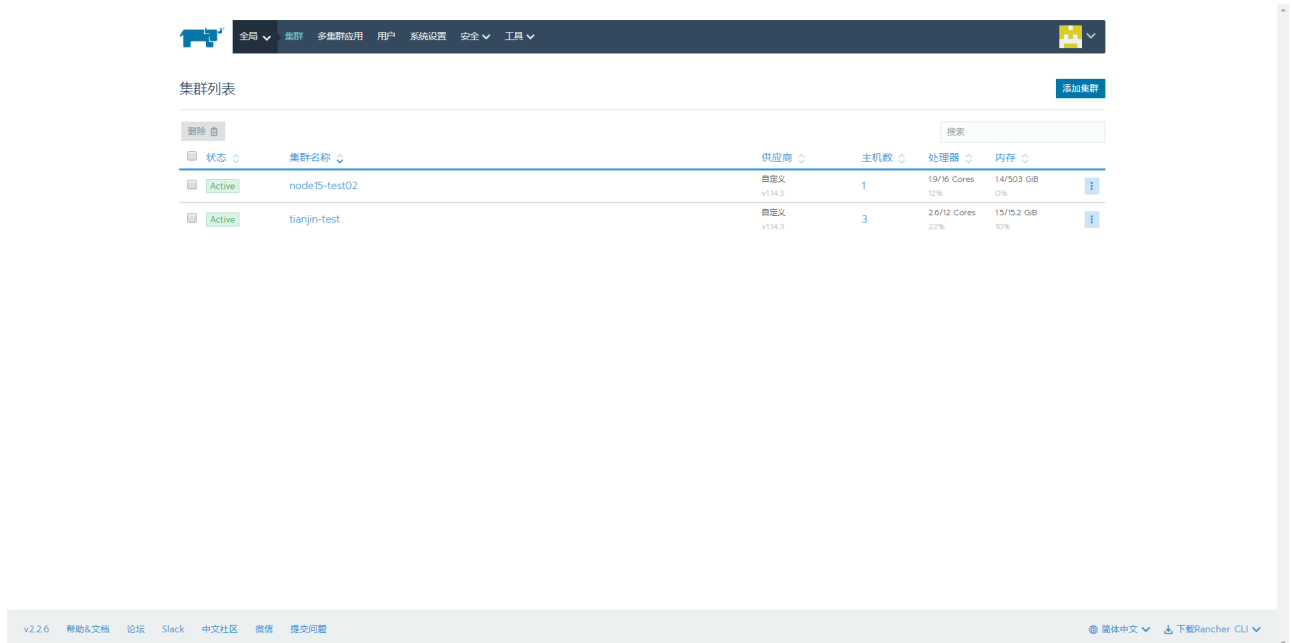 全局 集群 多集群应用 用户 系统设置 安全 工具
集群列表 添加集群
删除 搜索
状态 集群名称 供应商 主机数 处理器 内存
Active node15-test02 自定义 1 1.9/16 Cores 1.4/503 GiB
v1.14.3 12% 0%
Active tianjin-test 自定义 3 2.6/12 Cores 1.5/15.2 GiB
v1.14.3 22% 10%
v2.2.6 帮助&文档 论坛 Slack 中文社区 微信 提交问题 简体中文 下载Rancher CLI